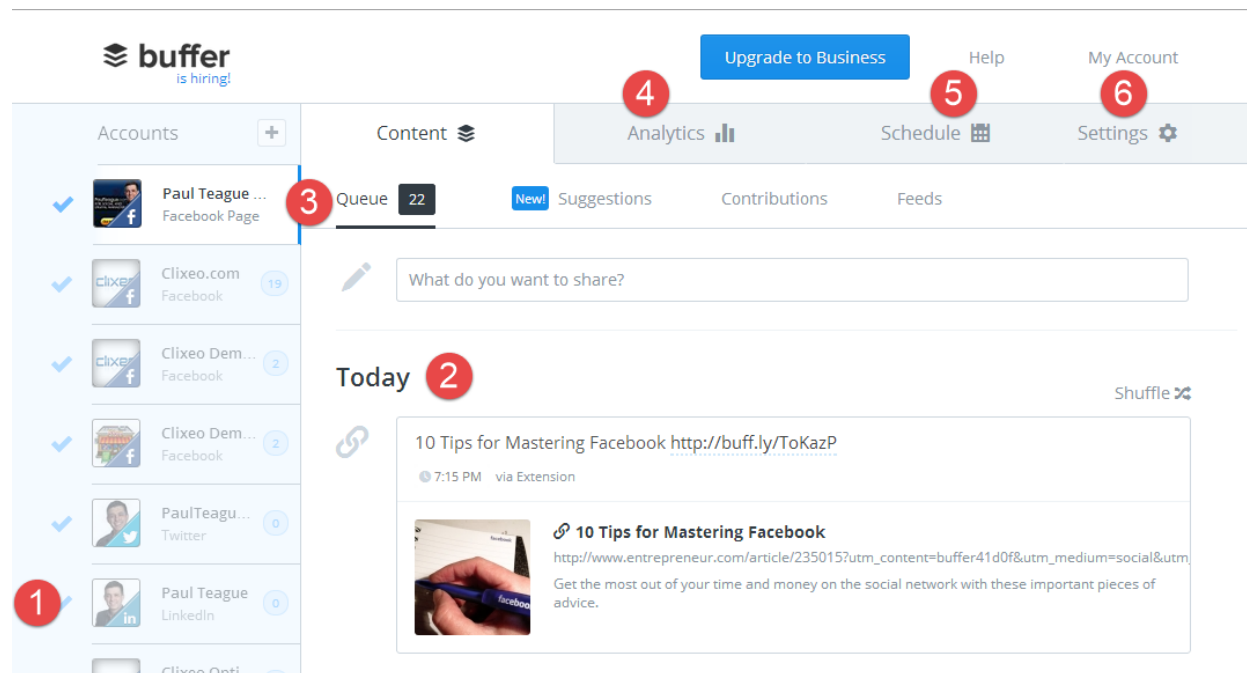 buffer
is hiring!
Upgrade to Business
Help
My Account
4
5
6
Accounts
+
Content
Analytics
Schedule
Settings
Paul Teague ...
Facebook Page
3
Queue 22
New! Suggestions
Contributions
Feeds
Clixeo.com
Facebook
19
What do you want to share?
Clixeo Dem...
Facebook
2
Today
2
Shuffle
Clixeo Dem...
Facebook
2
10 Tips for Mastering Facebook http://buff.ly/ToKazP
7:15 PM via Extension
PaulTeagu...
Twitter
0
10 Tips for Mastering Facebook
http://www.entrepreneur.com/article/235015?utm_content=buffer41d0f&utm_medium=social&utm_
Get the most out of your time and money on the social network with these important pieces of
advice.
facebook
1
Paul Teague
LinkedIn
0
Clixeo Opti